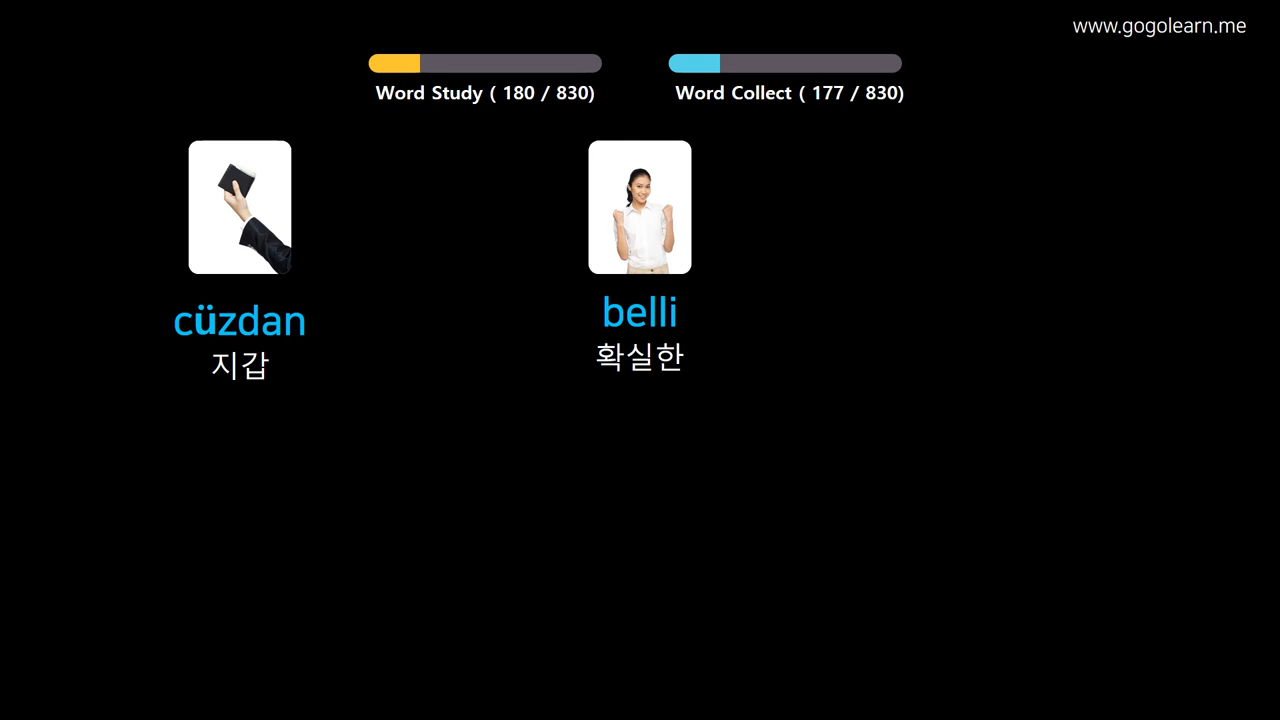 www.gogolearn.me
Word Study ( 180 / 830)
Word Collect ( 177 / 830)
cüzdan
지갑
belli
확실한